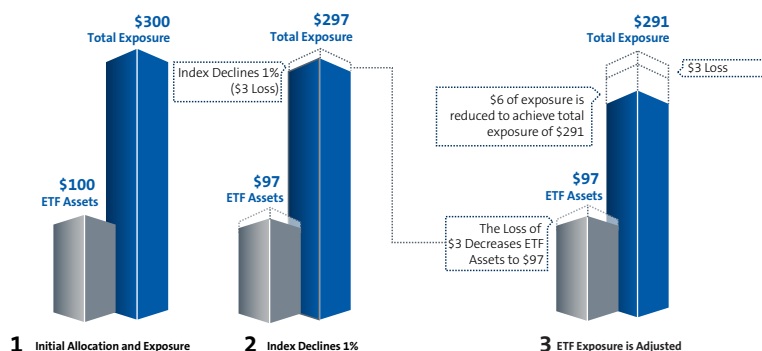 $300
Total Exposure
$100
ETF Assets
1 Initial Allocation and Exposure
$297
Total Exposure
Index Declines 1%
($3 Loss)
$97
ETF Assets
2 Index Declines 1%
$291
Total Exposure
$3 Loss
$6 of exposure is
reduced to achieve total
exposure of $291
$97
ETF Assets
The Loss of
$3 Decreases ETF
Assets to $97
3 ETF Exposure is Adjusted